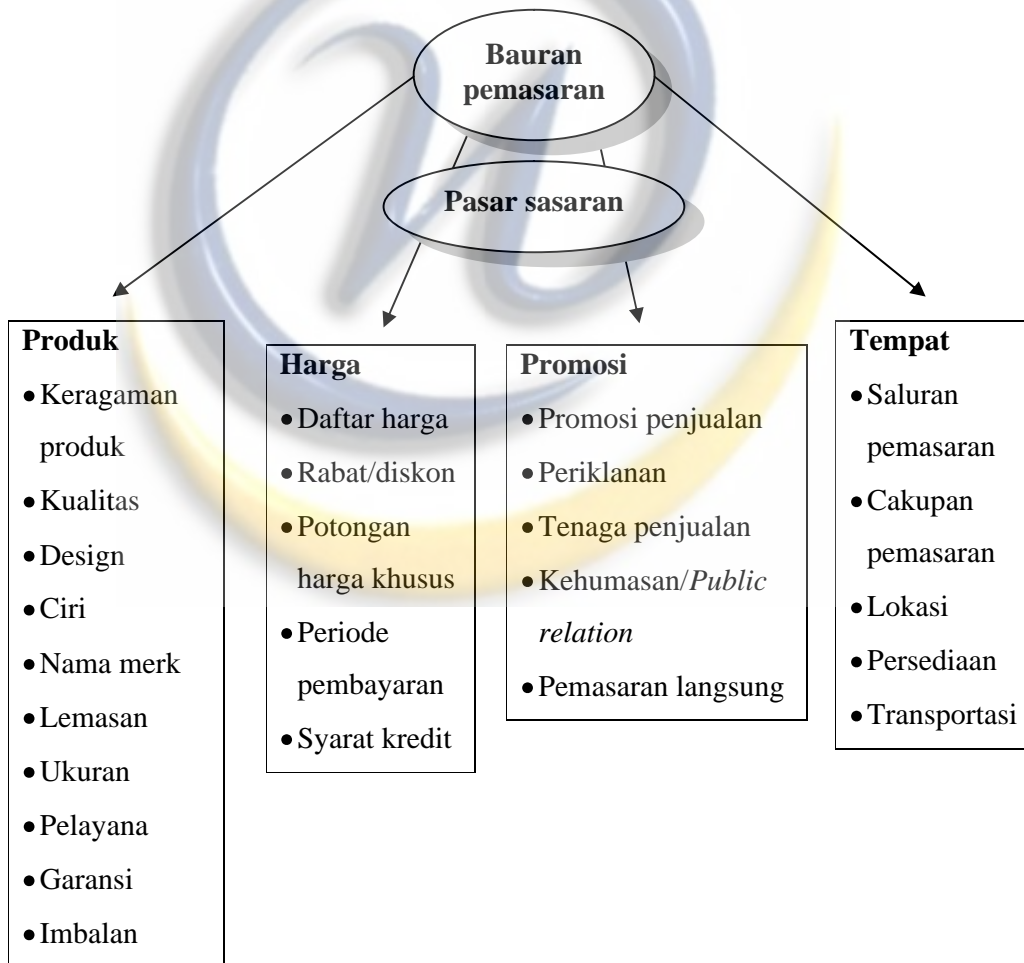 Bauran
pemasaran
Pasar sasaran
Produk
• Keragaman
produk
• Kualitas
• Design
• Ciri
• Nama merk
• Lemasan
• Ukuran
• Pelayana
• Garansi
• Imbalan
Harga
• Daftar harga
• Rabat/diskon
• Potongan
harga khusus
• Periode
pembayaran
• Syarat kredit
Promosi
• Promosi penjualan
• Periklanan
• Tenaga penjualan
• Kehumasan/Public
relation
• Pemasaran langsung
Tempat
• Saluran
pemasaran
• Cakupan
pemasaran
• Lokasi
• Persediaan
• Transportasi